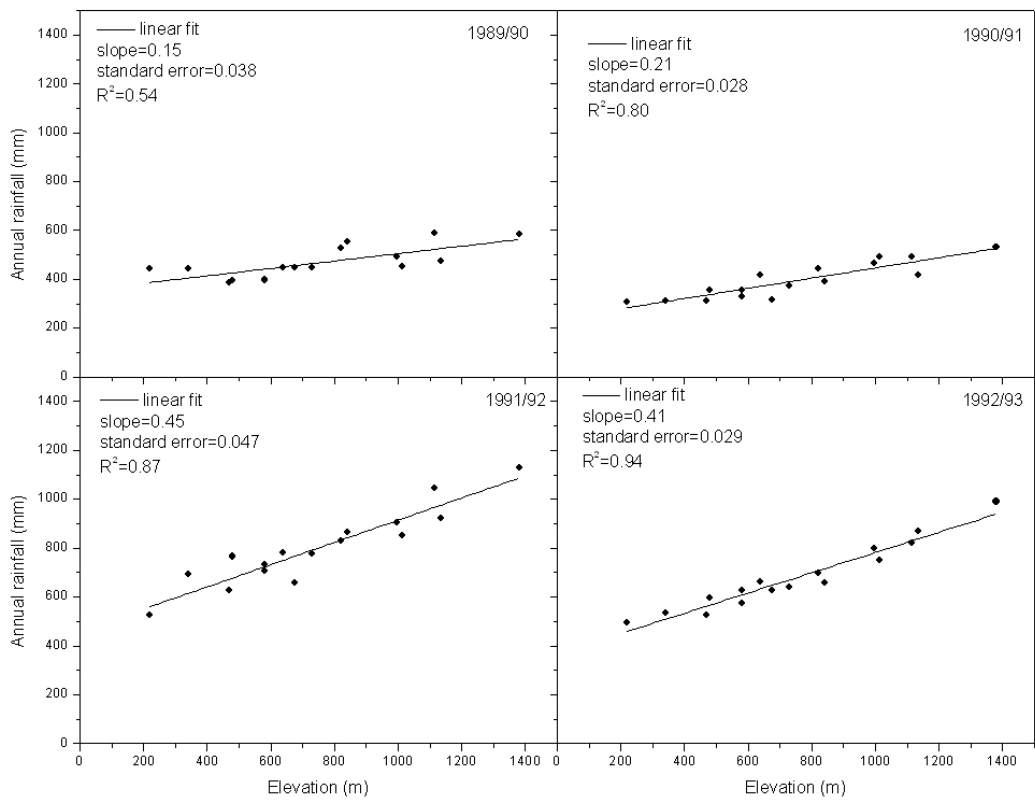 linear fit
slope=0.15
standard error=0.038
R²=0.54
1989/90
linear fit
slope=0.21
standard error=0.028
R²=0.80
1990/91
Annual rainfall (mm)
1400
1200
1000
800
600
400
200
0
linear fit
slope=0.45
standard error=0.047
R²=0.87
1991/92
linear fit
slope=0.41
standard error=0.029
R²=0.94
1992/93
Annual rainfall (mm)
1400
1200
1000
800
600
400
200
0
0 200 400 600 800 1000 1200 1400
200 400 600 800 1000 1200 1400
Elevation (m)
Elevation (m)